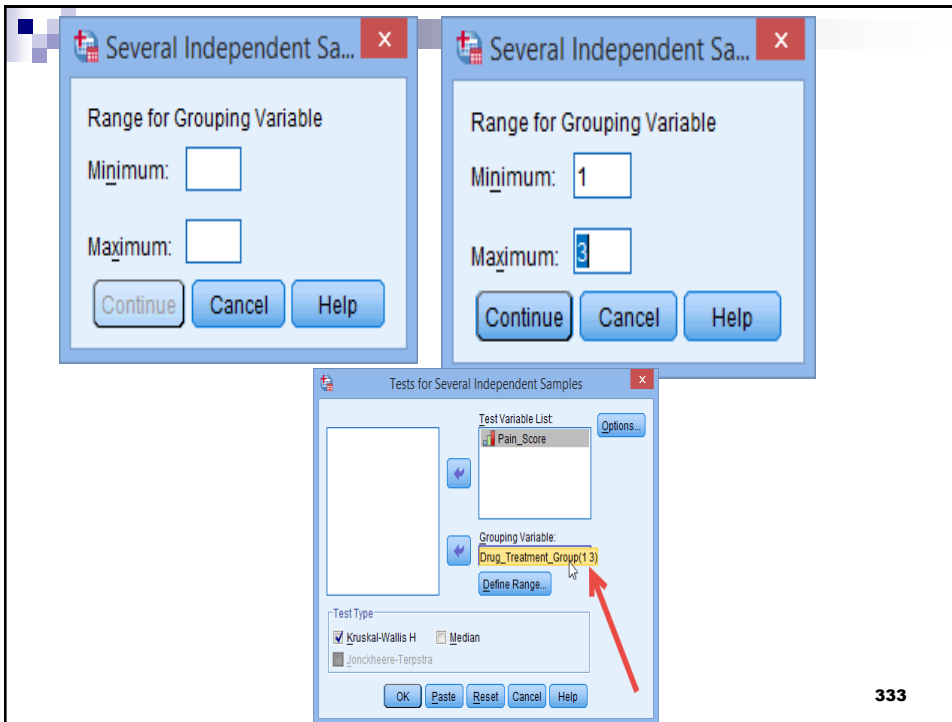 Several Independent Sa... x
Range for Grouping Variable
Minimum:
Maximum:
Continue Cancel Help
Several Independent Sa... x
Range for Grouping Variable
Minimum: 1
Maximum: 3
Continue Cancel Help
Tests for Several Independent Samples x
Test Variable List:
Pain_Score
Options...
Grouping Variable:
Drug_Treatment_Group(1 3)
Define Range...
Test Type
Kruskal-Wallis H Median
Jonckheere-Terpstra
OK Paste Reset Cancel Help
333